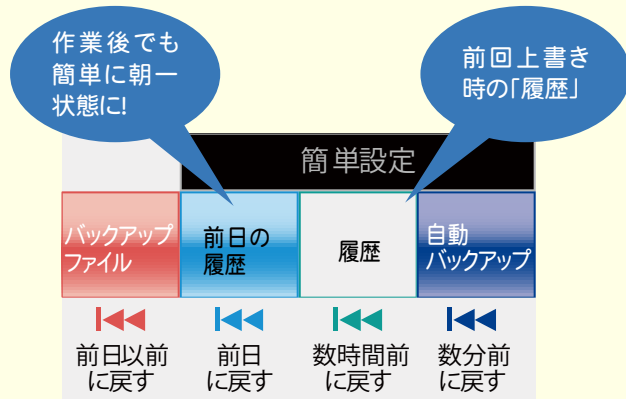 作業後でも
簡単に朝一
状態に!
前回上書き
時の「履歴」
簡単設定
バックアップ
ファイル
前日の
履歴
履歴
自動
バックアップ
前日以前
に戻す
前日
に戻す
数時間前
に戻す
数分前
に戻す